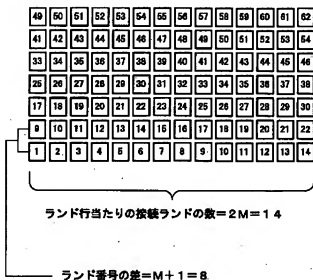 49 50 51 52 53 54 55 56 57 58 59 60 61 62
41 42 43 44 45 46 47 48 49 50 51 52 53 54
33 34 35 36 37 38 39 40 41 42 43 44 45 46
25 26 27 28 29 30 31 32 33 34 35 36 37 38
17 18 19 20 21 22 23 24 25 26 27 28 29 30
9 10 11 12 13 14 15 16 17 18 19 20 21 22
1 2 3 4 5 6 7 8 9 10 11 12 13 14
ランド行当たりの接続ランドの数=2M=14
ランド番号の差=M+1=8